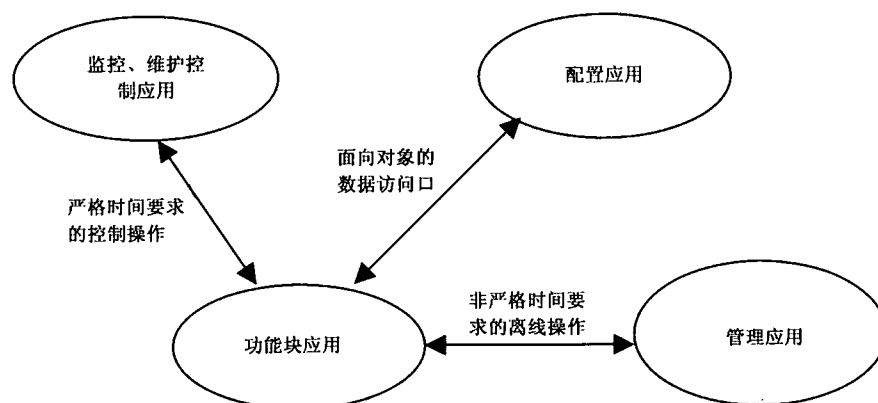 监控、维护控
制应用
配置应用
面向对象的
数据访问口
严格时间要求
的控制操作
非严格时间要
求的离线操作
功能块应用
管理应用